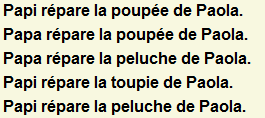 Papi répare la poupée de Paola.
Papa répare la poupée de Paola.
Papa répare la peluche de Paola.
Papi répare la toupie de Paola.
Papi répare la peluche de Paola.